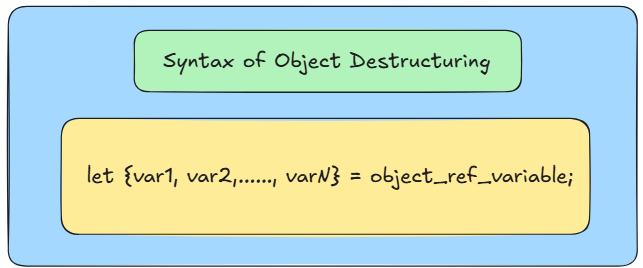 Syntax of Object Destructuring
let {var1, var2,......, varN} = object_ref_variable;